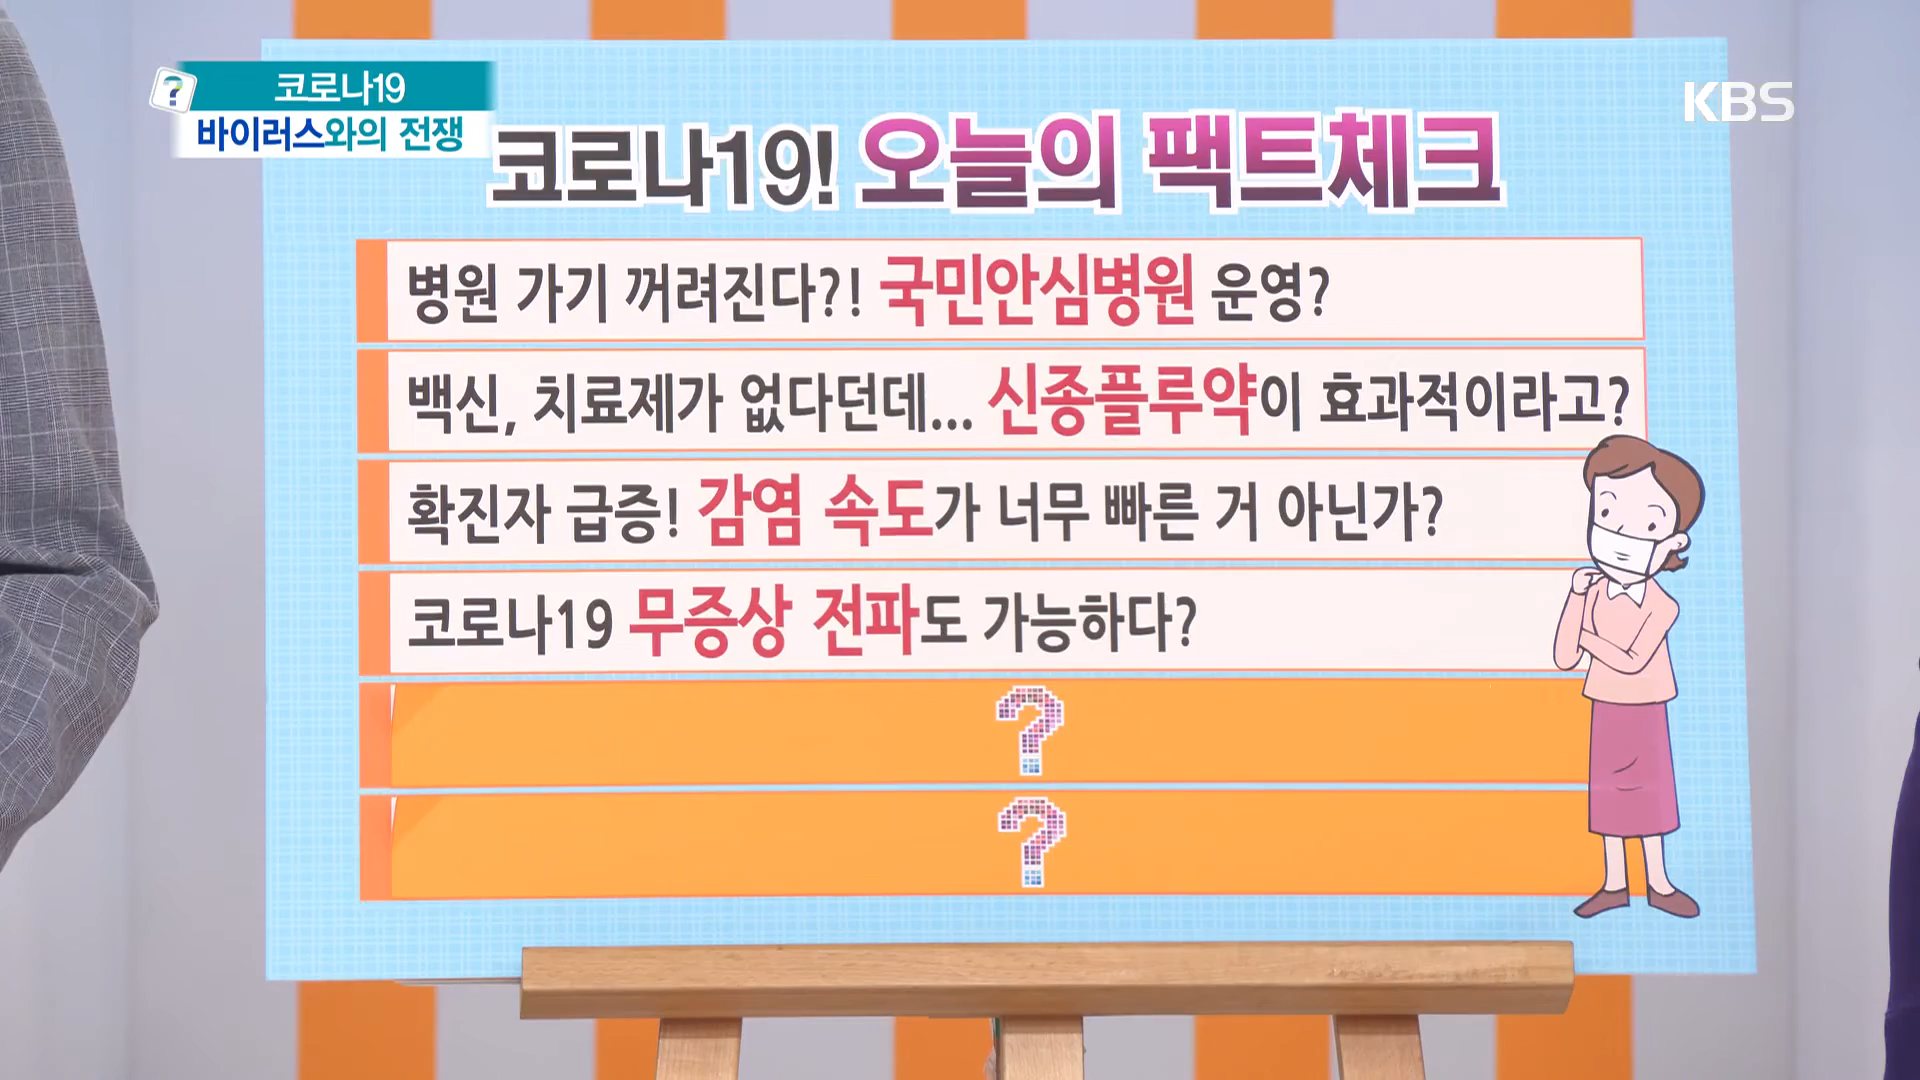 코로나19
바이러스와의 전쟁
KBS
코로나19! 오늘의 팩트체크
병원 가기 꺼려진다?! 국민안심병원 운영?
백신, 치료제가 없다던데... 신종플루약이 효과적이라고?
확진자 급증! 감염 속도가 너무 빠른 거 아닌가?
코로나19 무증상 전파도 가능하다?
?
?